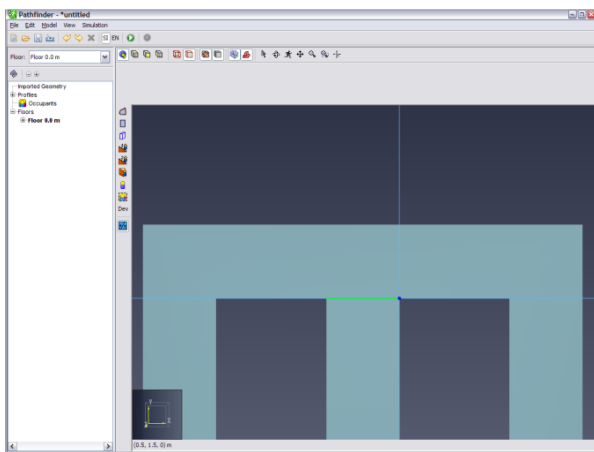 Pathfinder - *untitled
File Edit Model View Simulation
SI EN
Floor: Floor 0.0 m
Imported Geometry
Profiles
Occupants
Floors
Floor 0.0 m
Dev
Y
X
(0.5, 1.5, 0) m